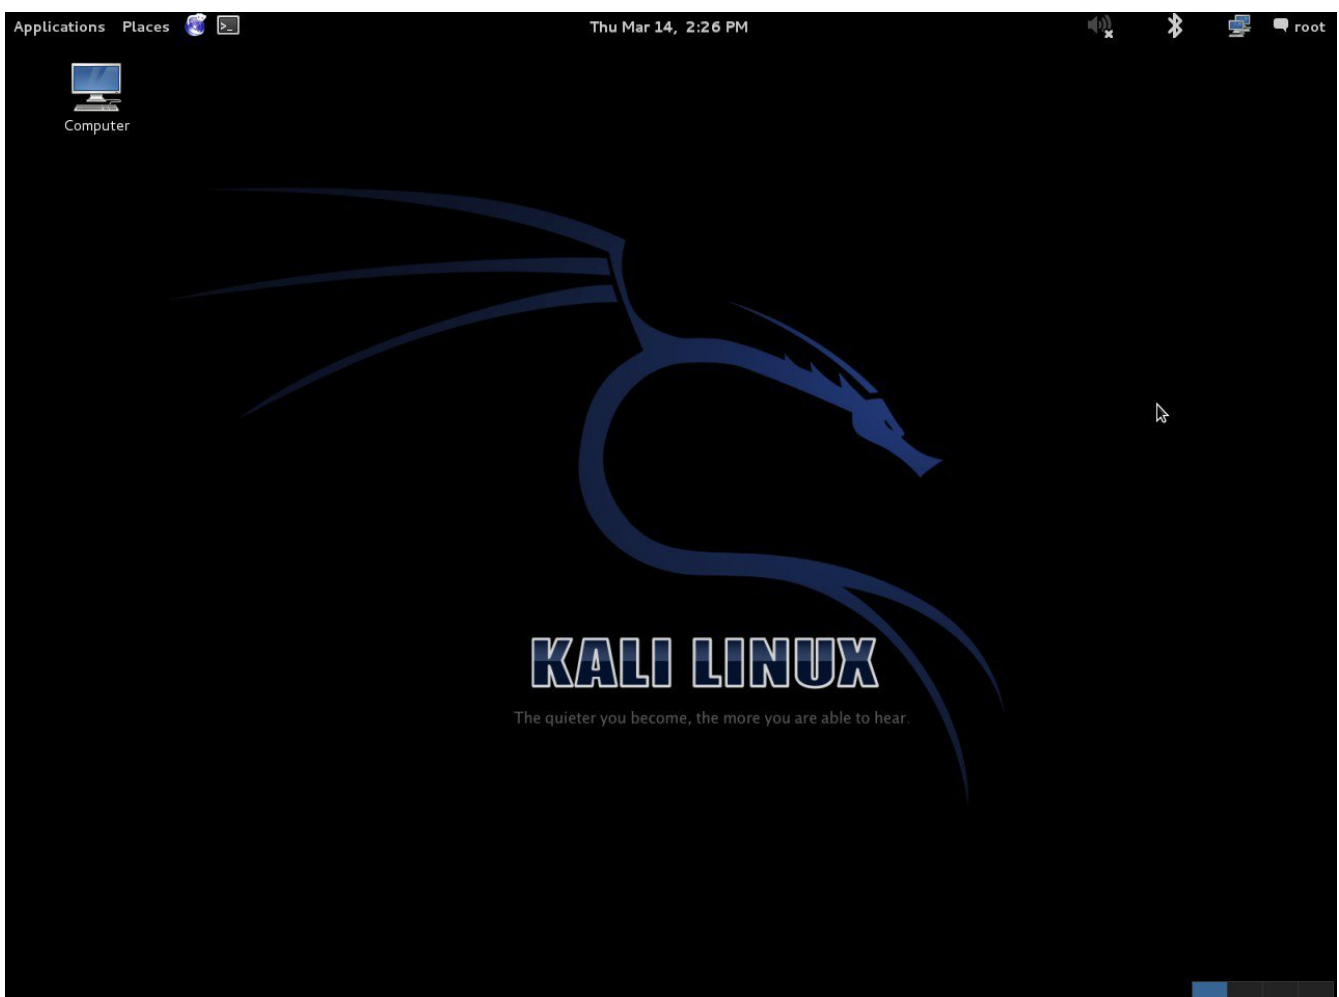 Applications Places Thu Mar 14, 2:26 PM root
Computer
KALI LINUX
The quieter you become, the more you are able to hear.